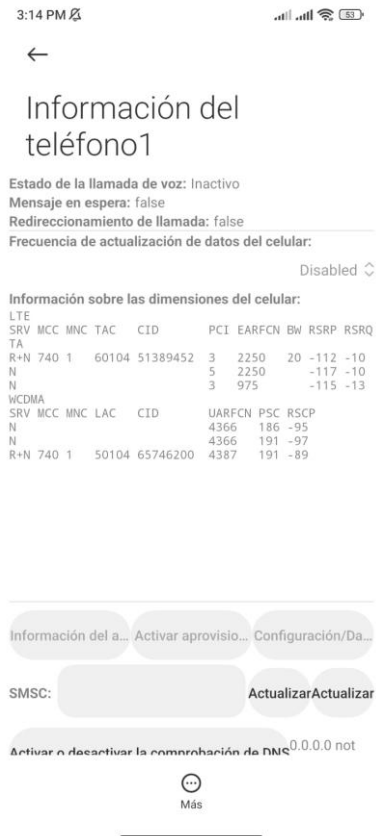 3:14 PM
53
Información del
teléfono1
Estado de la llamada de voz: Inactivo
Mensaje en espera: false
Redireccionamiento de llamada: false
Frecuencia de actualización de datos del celular:
Disabled
Información sobre las dimensiones del celular:
LTE
SRV MCC MNC TAC CID PCI EARFCN BW RSRP RSRQ
TA
R+N 740 1 60104 51389452 3 2250 20 -112 -10
N 5 2250 -117 -10
N 3 975 -115 -13
WCDMA
SRV MCC MNC LAC CID UARFCN PSC RSCP
N 4366 186 -95
N 4366 191 -97
R+N 740 1 50104 65746200 4387 191 -89
Información del a... Activar aprovisio... Configuración/Da...
SMSC: Actualizar Actualizar
Activar o desactivar la comprobación de DNS 0.0.0.0 not
Más